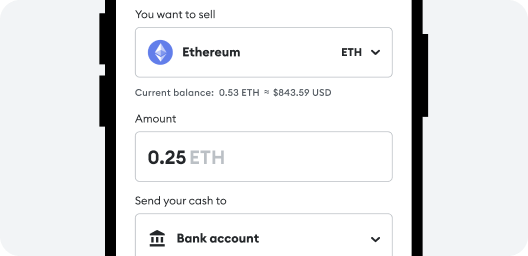 You want to sell
Ethereum ETH
Current balance: 0.53 ETH ≈ $843.59 USD
Amount
0.25 ETH
Send your cash to
Bank account